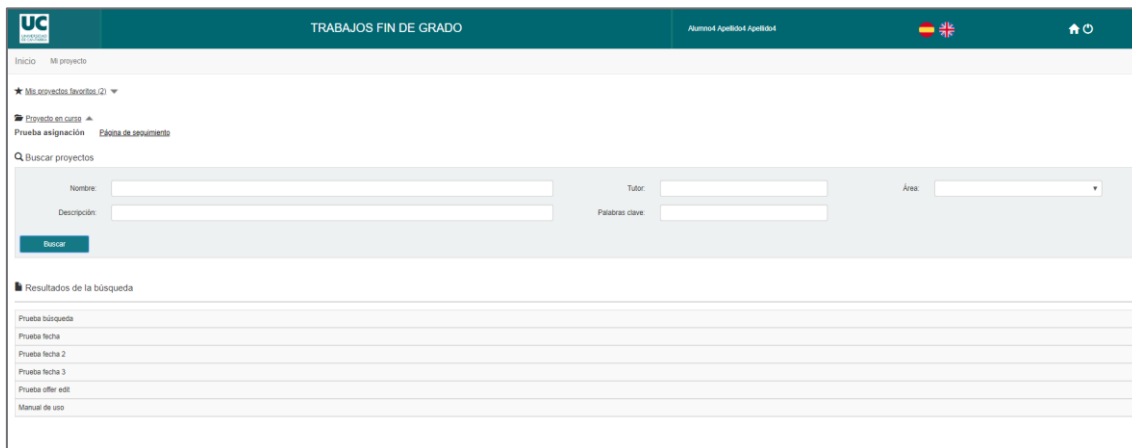 UC
TRABAJOS FIN DE GRADO
Alumno4 Apellido4 Apellido4
Inicio Mi proyecto
Mis proyectos favoritos (2)
Proyecto en curso
Prueba asignación Página de seguimiento
Buscar proyectos
Nombre: Tutor: Área:
Descripción: Palabras clave:
Buscar
Resultados de la búsqueda
Prueba búsqueda
Prueba fecha
Prueba fecha 2
Prueba fecha 3
Prueba offer edit
Manual de uso